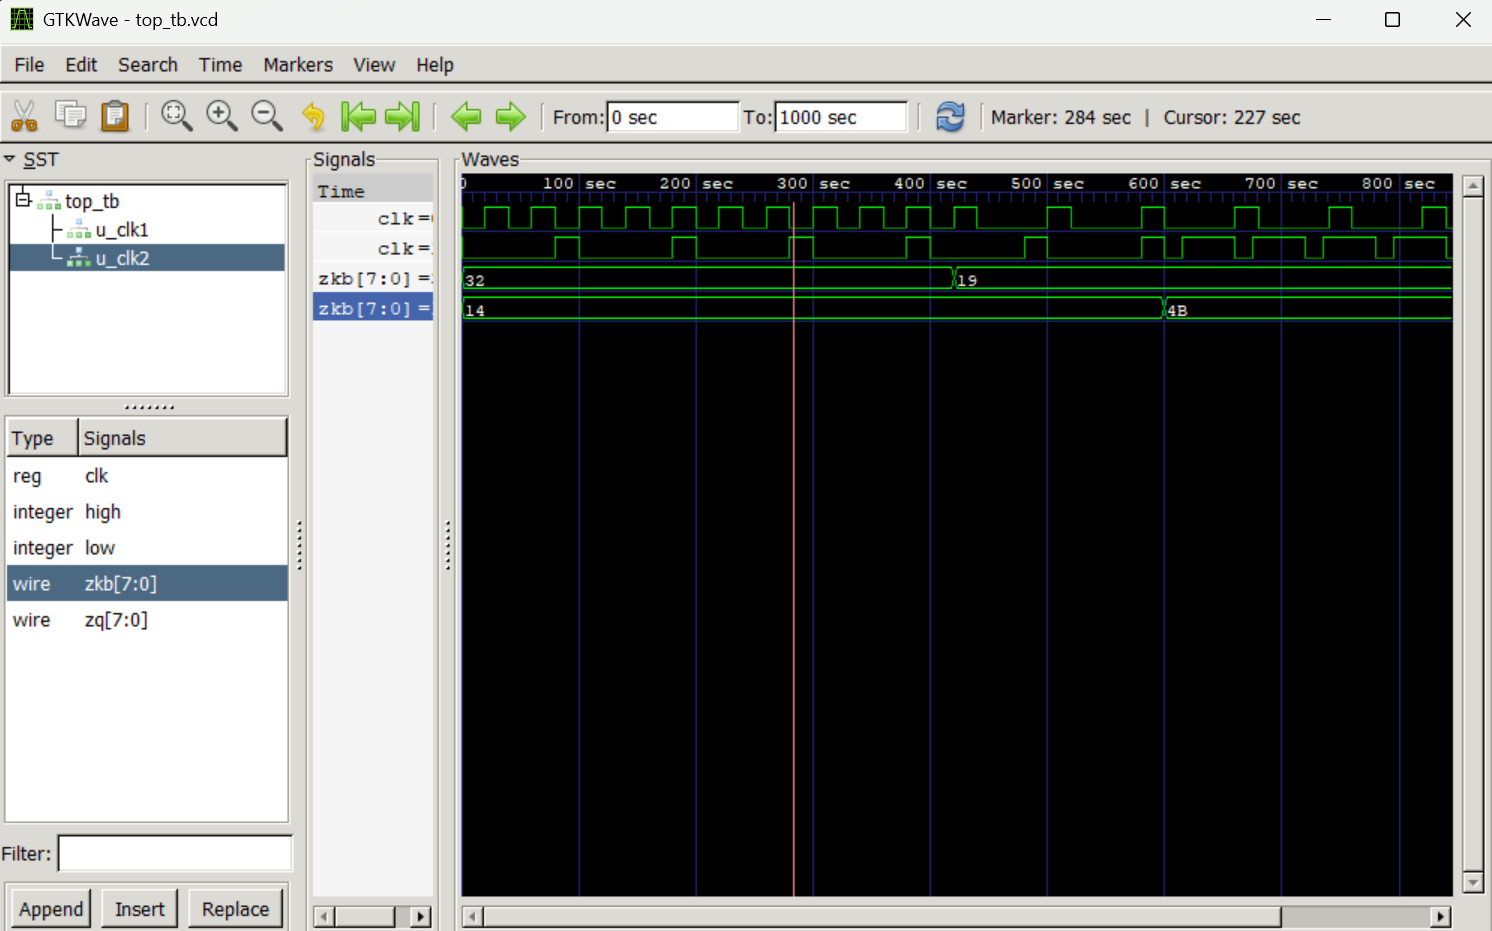 GTKWave - top_tb.vcd
File Edit Search Time Markers View Help
From: 0 sec To: 1000 sec Marker: 284 sec | Cursor: 227 sec
SST
top_tb
u_clk1
u_clk2
Type Signals
reg clk
integer high
integer low
wire zkb[7:0]
wire zq[7:0]
Filter:
Append Insert Replace
Signals
Time
clk=
clk=
zkb[7:0] =
zkb[7:0] =
Waves
0 100 sec 200 sec 300 sec 400 sec 500 sec 600 sec 700 sec 800 sec
32 19
14 4B